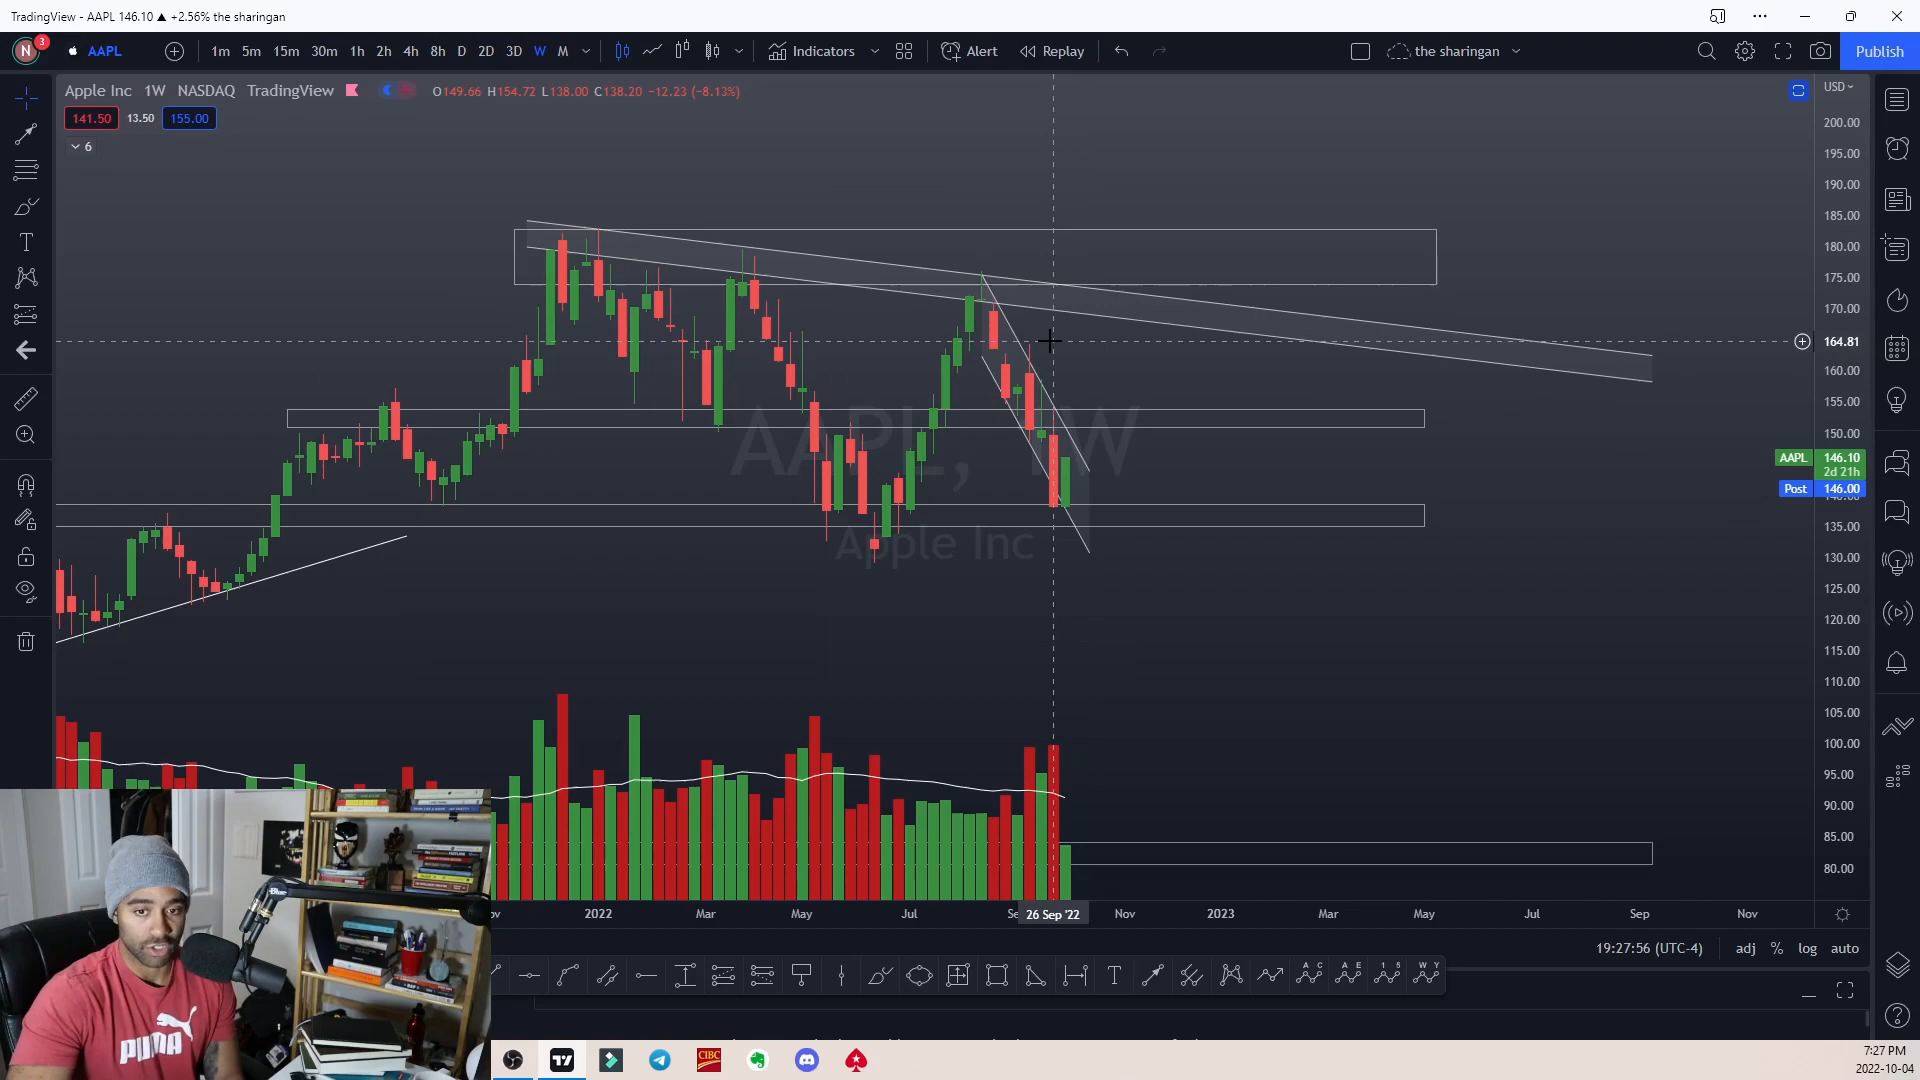 TradingView - AAPL 146.10 ▲ +2.56% the sharingan
N 3 AAPL 1m 5m 15m 30m 1h 2h 4h 8h D 2D 3D W M Indicators Alert Replay the sharingan Publish
Apple Inc 1W NASDAQ TradingView O149.66 H154.72 L138.00 C138.20 −12.23 (−8.13%)
USD
141.50 13.50 155.00
6
200.00
195.00
190.00
185.00
180.00
175.00
170.00
164.81
160.00
155.00
150.00
AAPL 146.10
2d 21h
Post 146.00
135.00
130.00
125.00
120.00
115.00
110.00
105.00
100.00
95.00
90.00
85.00
80.00
AAPL, 1W
Apple Inc
2022 Mar May Jul 26 Sep '22 Nov 2023 Mar May Jul Sep Nov
19:27:56 (UTC-4) adj % log auto
T
A C
A E
1 5
W Y
Blue
PUMA
CIBC
7:27 PM
2022-10-04